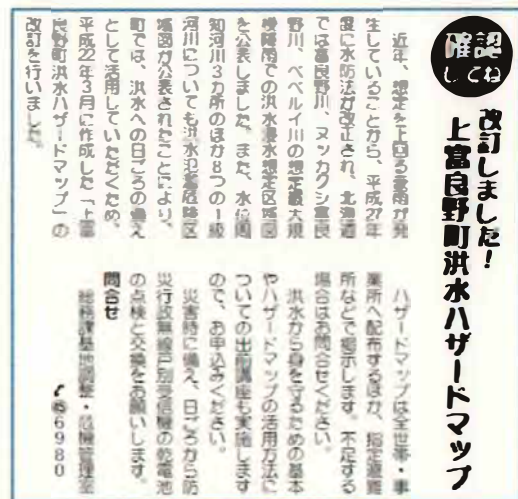 確認
してね
改訂しました！
上富良野町洪水ハザードマップ
近年、想定を上回る豪雨が発
生していることから、平成27年
度に水防法が改正され、北海道
では富良野川、ヌッカクシ富良
野川、ベベルイ川の想定最大規
模降雨での洪水浸水想定区域図
を公表しました。また、水位周
知河川3カ所のほか8つの1級
河川についても洪水氾濫危険区
域図が公表されたことにより、
町では、洪水への日ごろの備え
として活用していただくため、
平成22年3月に作成した「上富
良野町洪水ハザードマップ」の
改訂を行いました。
ハザードマップは全世帯・事
業所へ配布するほか、指定避難
所などで掲示します。不足する
場合はお問合せください。
洪水から身を守るための基本
やハザードマップの活用方法に
ついての出前講座も実施します
ので、お申込みください。
災害時に備え、日ごろから防
災行政無線戸別受信機の乾電池
の点検と交換をお願いします。
問合せ
総務課基地調整・危機管理室
6980